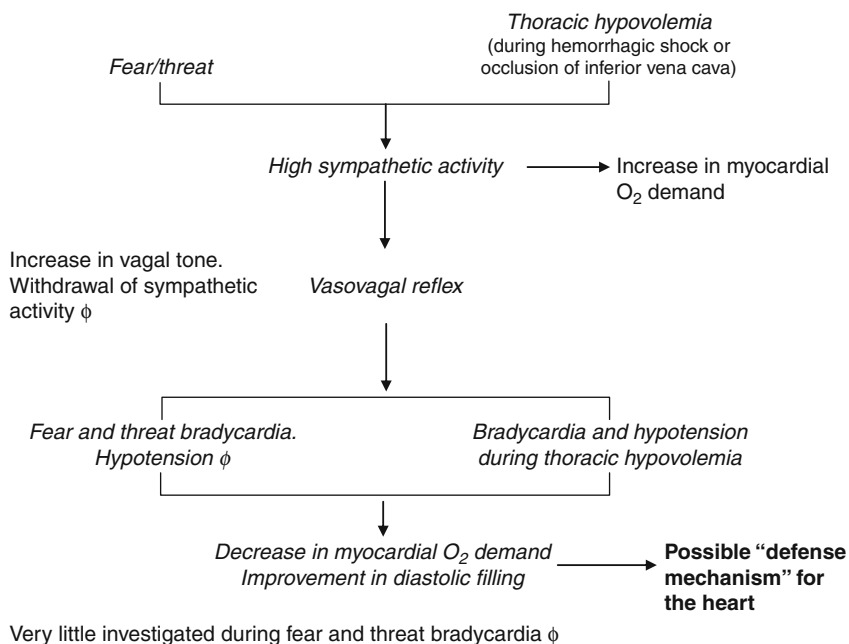 Thoracic hypovolemia
(during hemorrhagic shock or
occlusion of inferior vena cava)
Fear/threat
High sympathetic activity
Increase in myocardial
O2 demand
Increase in vagal tone.
Withdrawal of sympathetic
activity ϕ
Vasovagal reflex
Fear and threat bradycardia.
Hypotension ϕ
Bradycardia and hypotension
during thoracic hypovolemia
Decrease in myocardial O2 demand
Improvement in diastolic filling
Possible “defense
mechanism” for
the heart
Very little investigated during fear and threat bradycardia ϕ